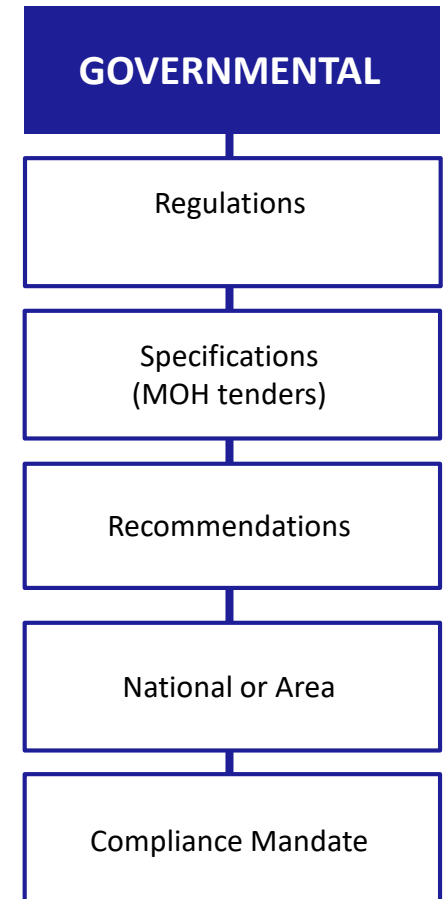 GOVERNMENTAL
Regulations
Specifications
(MOH tenders)
Recommendations
National or Area
Compliance Mandate